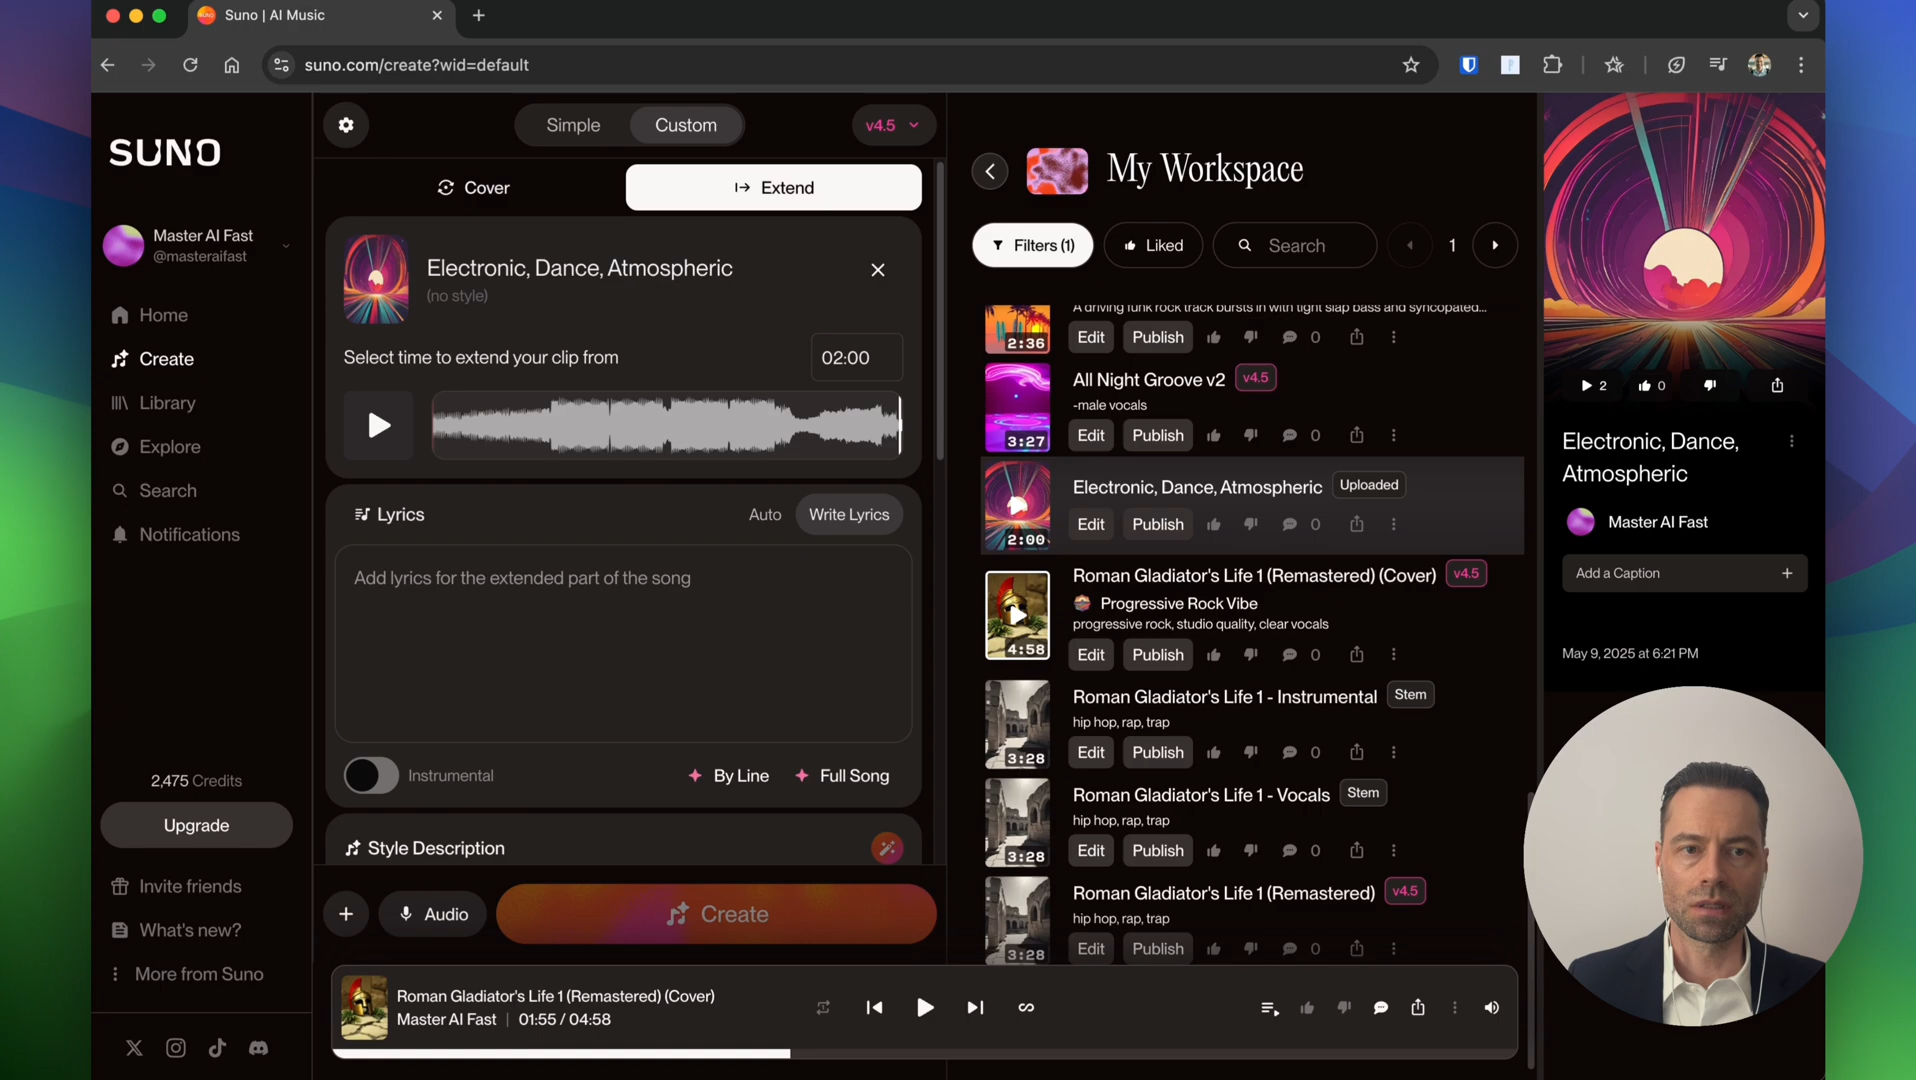 Suno | AI Music
suno.com/create?wid=default
SUNO
Master AI Fast
@masteraifast
Home
Create
Library
Explore
Search
Notifications
2,475 Credits
Upgrade
Invite friends
What's new?
More from Suno
Simple
Custom
v4.5
Cover
Extend
Electronic, Dance, Atmospheric
(no style)
Select time to extend your clip from
02:00
Lyrics
Auto
Write Lyrics
Add lyrics for the extended part of the song
Instrumental
By Line
Full Song
Style Description
Audio
Create
My Workspace
Filters (1)
Liked
Search
1
A driving funk rock track bursts in with tight slap bass and syncopated...
2:36
Edit
Publish
0
All Night Groove v2
v4.5
-male vocals
3:27
Edit
Publish
0
Electronic, Dance, Atmospheric
Uploaded
2:00
Edit
Publish
0
Roman Gladiator's Life 1 (Remastered) (Cover)
v4.5
Progressive Rock Vibe
progressive rock, studio quality, clear vocals
4:58
Edit
Publish
0
Roman Gladiator's Life 1 - Instrumental
Stem
hip hop, rap, trap
3:28
Edit
Publish
0
Roman Gladiator's Life 1 - Vocals
Stem
hip hop, rap, trap
3:28
Edit
Publish
0
Roman Gladiator's Life 1 (Remastered)
v4.5
hip hop, rap, trap
3:28
Edit
Publish
0
2
0
Electronic, Dance,
Atmospheric
Master AI Fast
Add a Caption
May 9, 2025 at 6:21 PM
Roman Gladiator's Life 1 (Remastered) (Cover)
Master AI Fast | 01:55 / 04:58